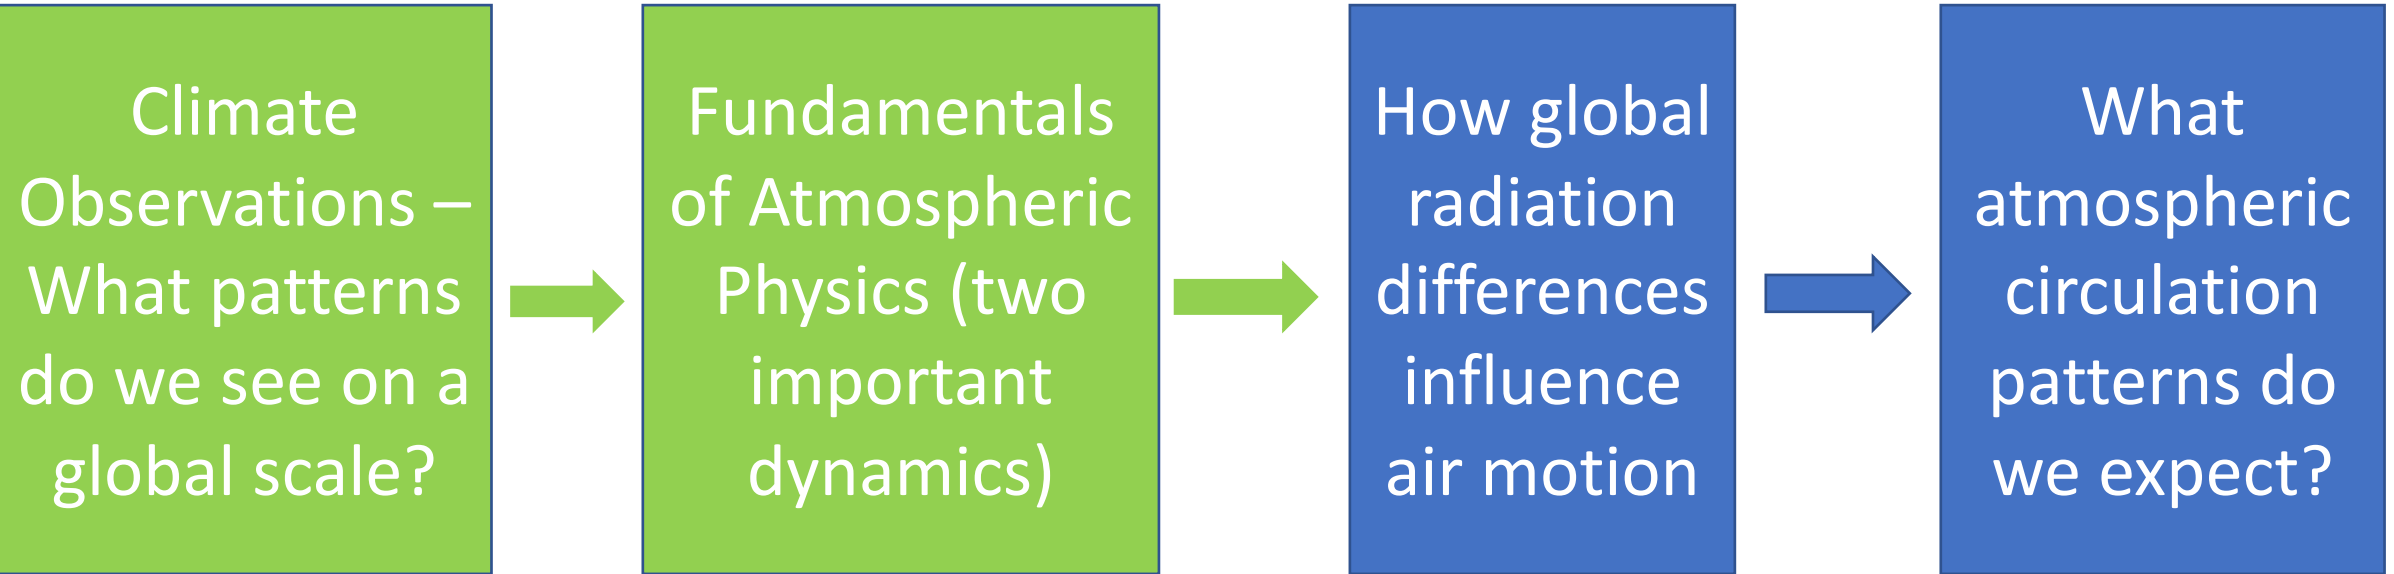 Climate
Observations –
What patterns
do we see on a
global scale?
Fundamentals
of Atmospheric
Physics (two
important
dynamics)
How global
radiation
differences
influence
air motion
What
atmospheric
circulation
patterns do
we expect?